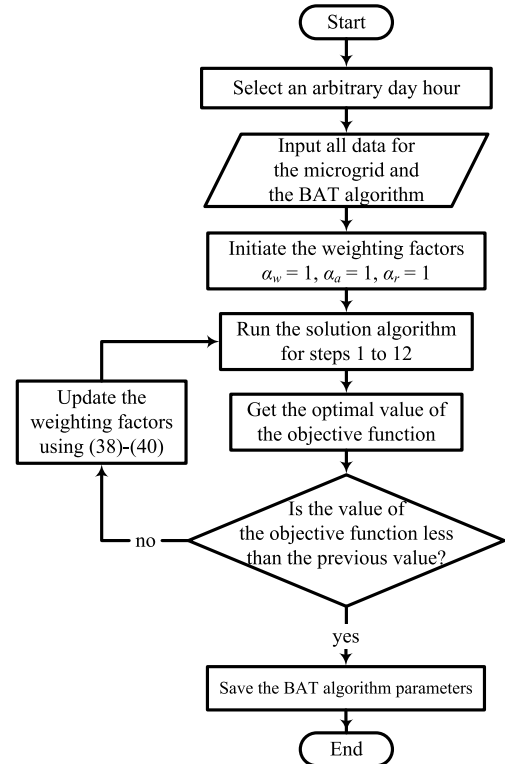 Start
Select an arbitrary day hour
Input all data for
the microgrid and
the BAT algorithm
Initiate the weighting factors
αw = 1, αa = 1, αr = 1
Run the solution algorithm
for steps 1 to 12
Update the
weighting factors
using (38)-(40)
Get the optimal value of
the objective function
Is the value of
the objective function less
than the previous value?
no
yes
Save the BAT algorithm parameters
End